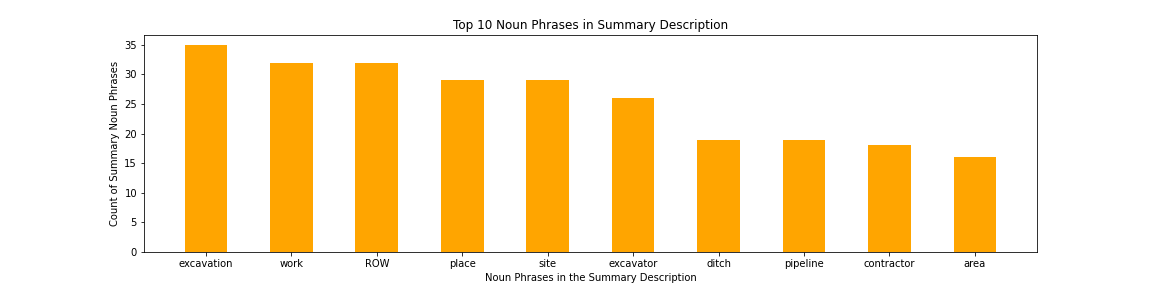 Top 10 Noun Phrases in Summary Description
Count of Summary Noun Phrases
35
30
25
20
15
10
5
0
excavation work ROW place site excavator ditch pipeline contractor area
Noun Phrases in the Summary Description